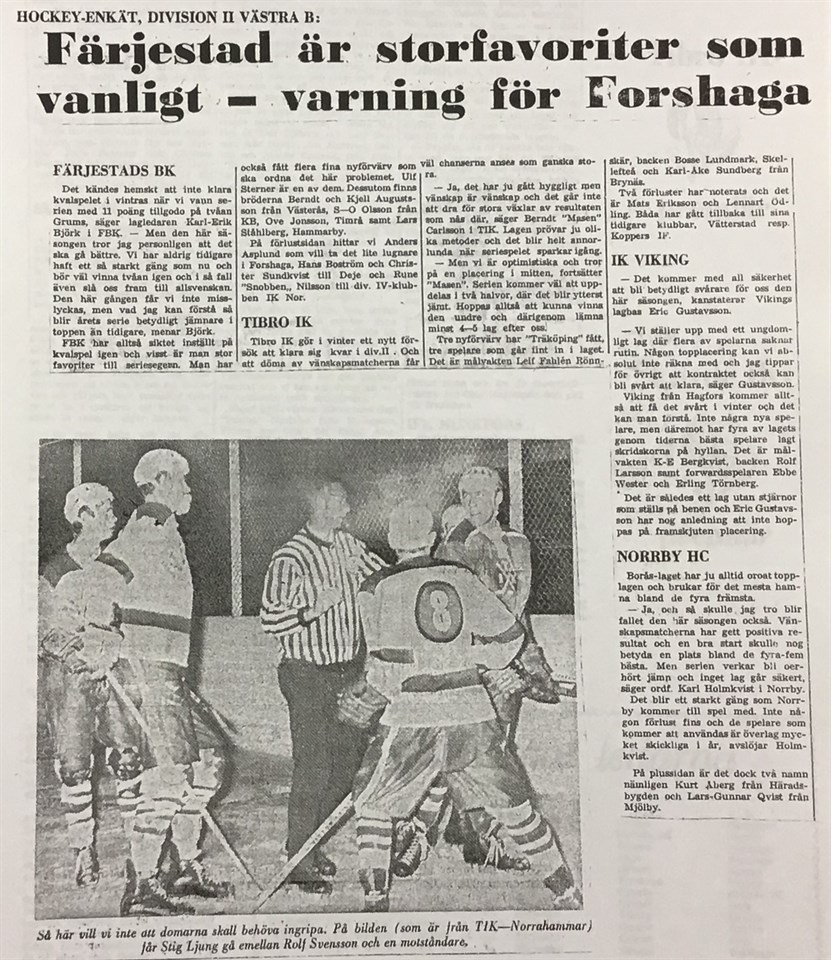 HOCKEY-ENKÄT, DIVISION II VÄSTRA B:
Färjestad är storfavoriter som
vanligt — varning för Forshaga
FÄRJESTADS BK
Det kändes hemskt att inte klara
kvalspelet i vintras när vi vann se-
rien med 11 poäng tillgodo på tvåan
Grums, säger lagledaren Karl-Erik
Björk i FBK. — Men den här sä-
songen tror jag personligen att det
ska gå bättre. Vi har aldrig tidigare
haft ett så starkt gäng som nu och
bör väl vinna tvåan igen och i så fall
även slå oss fram till allsvenskan.
Den här gången får vi inte miss-
lyckas, men vad jag kan förstå så
blir årets serie betydligt jämnare i
toppen än tidigare, menar Björk.
FBK har alltså siktet inställt på
kvalspel igen och visst är man stor
favoriter till seriesegern. Man har
också fått flera fina nyförvärv som
ska ordna det här problemet. Ulf
Sterner är en av dem. Dessutom finns
bröderna Berndt och Kjell Augusts-
son från Västerås, S—O Olsson från
KB, Ove Jonsson, Timrå samt Lars
Ståhlberg, Hammarby.
På förlustsidan hittar vi Anders
Asplund som vill ta det lite lugnare
i Forshaga, Hans Boström och Chris-
ter Sundkvist till Deje och Rune
"Snobben,, Nilsson till div. IV-klub-
ben IK Nor.
TIBRO IK
Tibro IK gör i vinter ett nytt för-
sök att klara sig kvar i div.II . Och
att döma av vänskapsmatcherna får
väl chanserna anses som ganska sto-
ra.
— Ja, det har ju gått hyggligt men
vänskap är vänskap och det går inte
att dra för stora växlar av resultaten
som nås där, säger Berndt "Masen"
Carlsson i TIK. Lagen prövar ju oli-
ka metoder och det blir helt annor-
lunda när seriespelet sparkar igång.
— Men vi är optimistiska och tror
på en placering i mitten, fortsätter
"Masen". Serien kommer väl att upp-
delas i två halvor, där det blir ytterst
jämt. Hoppas alltså att kunna vinna
den undre och därigenom lämna
minst 4—5 lag efter oss.
Tre nyförvärv har "Träköping" fått,
tre spelare som går fint in i laget.
Det är målvakten Leif Fahlén Rönn-
skär, backen Bosse Lundmark, Skel-
lefteå och Karl-Åke Sundberg från
Brynäs.
Två förluster har noterats och det
är Mats Eriksson och Lennart Öd-
ling. Båda har gått tillbaka till sina
tidigare klubbar, Vätterstad resp.
Koppers IF.
IK VIKING
— Det kommer med all säkerhet
att bli betydligt svårare för oss den
här säsongen, kanstaterar Vikings
lagbas Eric Gustavsson.
— Vi ställer upp med ett ungdom-
ligt lag där flera av spelarna saknar
rutin. Någon topplacering kan vi ab-
solut inte räkna med och jag tippar
för övrigt att kontraktet också kan
bli svårt att klara, säger Gustavsson.
Viking från Hagfors kommer allt-
så att få det svårt i vinter och det
kan man förstå. Inte några nya spe-
lare, men däremot har fyra av lagets
genom tiderna bästa spelare lagt
skridskorna på hyllan. Det är mål-
vakten K-E Bergkvist, backen Rolf
Larsson samt forwardsspelaren Ebbe
Wester och Erling Törnberg.
Det är således ett lag utan stjärnor
som ställs på benen och Eric Gustavs-
son har nog anledning att inte hop-
pas på framskjuten placering.
NORRBY HC
Borås-laget har ju alltid oroat topp-
lagen och brukar för det mesta ham-
na bland de fyra främsta.
— Ja, och så skulle jag tro blir
fallet den här säsongen också. Vän-
skapsmatcherna har gett positiva re-
sultat och en bra start skulle nog
betyda en plats bland de fyra-fem
bästa. Men serien verkar bli oer-
hört jämp och inget lag går säkert,
säger ordf. Karl Holmkvist i Norrby.
Det blir ett starkt gäng som Norr-
by kommer till spel med. Inte nå-
gon förlust fins och de spelare som
kommer att användas är överlag myc-
ket skickliga i år, avslöjar Holm-
kvist.
På plussidan är det dock två namn
nämligen Kurt Åberg från Härads-
bygden och Lars-Gunnar Qvist från
Mjölby.
8
Så här vill vi inte att domarna skall behöva ingripa. På bilden (som är från TIK—Norrahammar)
får Stig Ljung gå emellan Rolf Svensson och en motståndare.